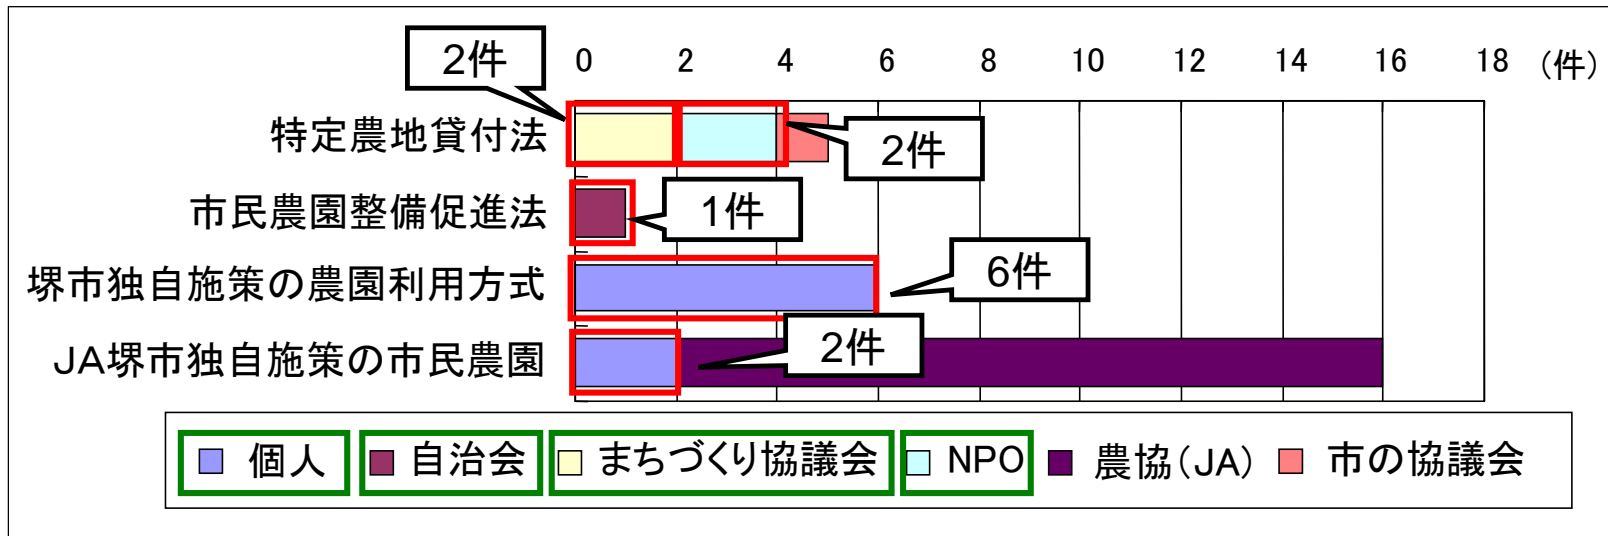 2件
0 2 4 6 8 10 12 14 16 18 (件)
特定農地貸付法
2件
市民農園整備促進法
1件
堺市独自施策の農園利用方式
6件
JA堺市独自施策の市民農園
2件
個人 自治会 まちづくり協議会 NPO 農協(JA) 市の協議会